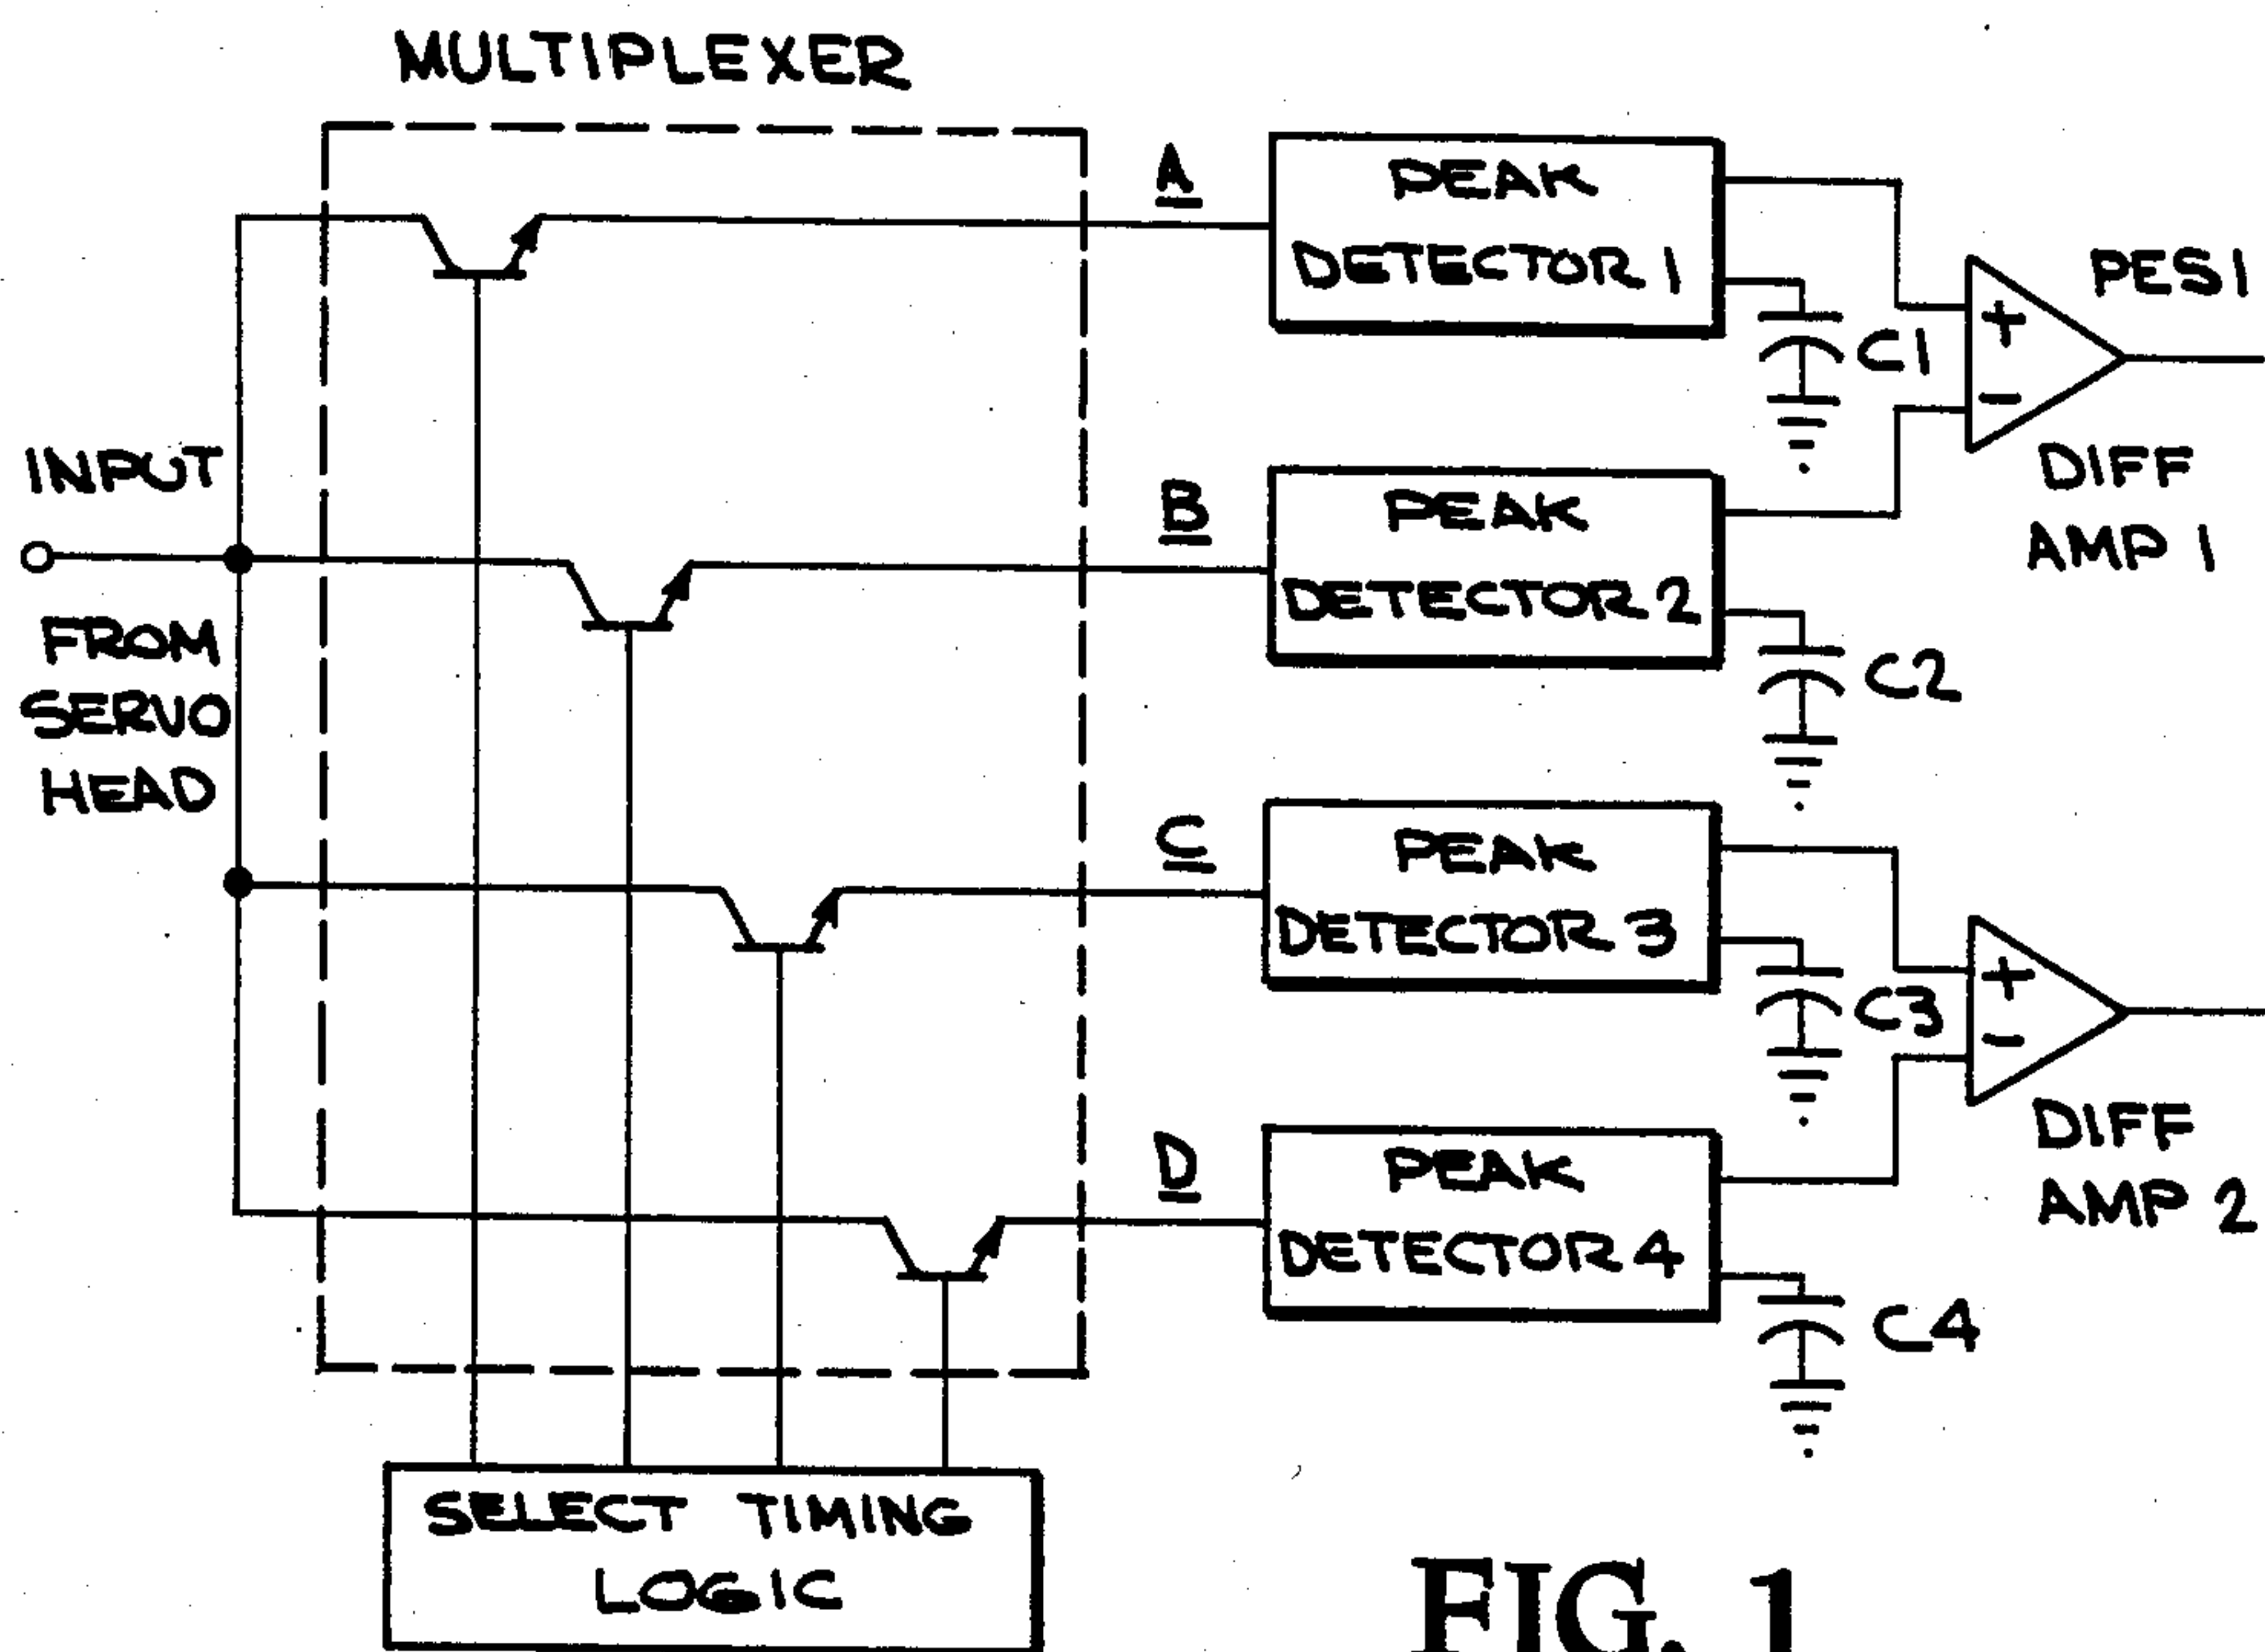 MULTIPLEXER
A
PEAK
DETECTOR 1
C1
+
−
PES1
DIFF
AMP 1
INPUT
FROM
SERVO
HEAD
B
PEAK
DETECTOR 2
C2
C
PEAK
DETECTOR 3
C3
+
−
DIFF
AMP 2
D
PEAK
DETECTOR 4
C4
SELECT TIMING
LOGIC
FIG. 1